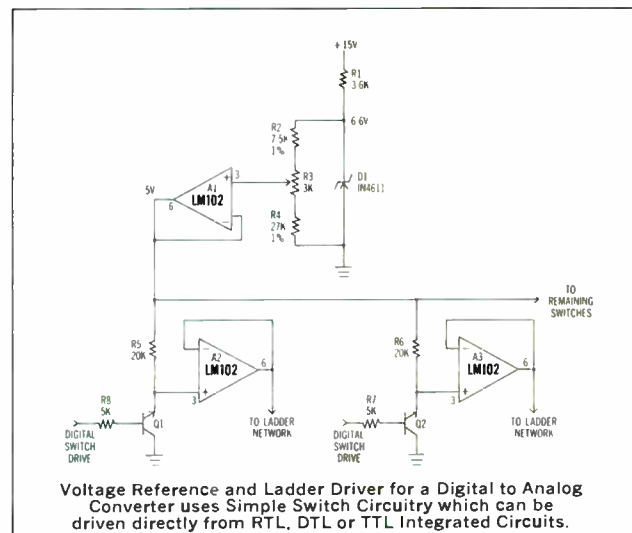 +15V
R1
3.6K
6.6V
R2
7.5K
1%
R3
3K
D1
IN4611
R4
27K
1%
A1
LM102
+ 3
-
5V
6
TO
REMAINING
SWITCHES
R5
20K
A2
LM102
-
+
3
6
R6
20K
A3
LM102
-
+
3
6
R8
5K
Q1
DIGITAL
SWITCH
DRIVE
TO LADDER
NETWORK
R7
5K
Q2
DIGITAL
SWITCH
DRIVE
TO LADDER
NETWORK
Voltage Reference and Ladder Driver for a Digital to Analog
Converter uses Simple Switch Circuitry which can be
driven directly from RTL, DTL or TTL Integrated Circuits.